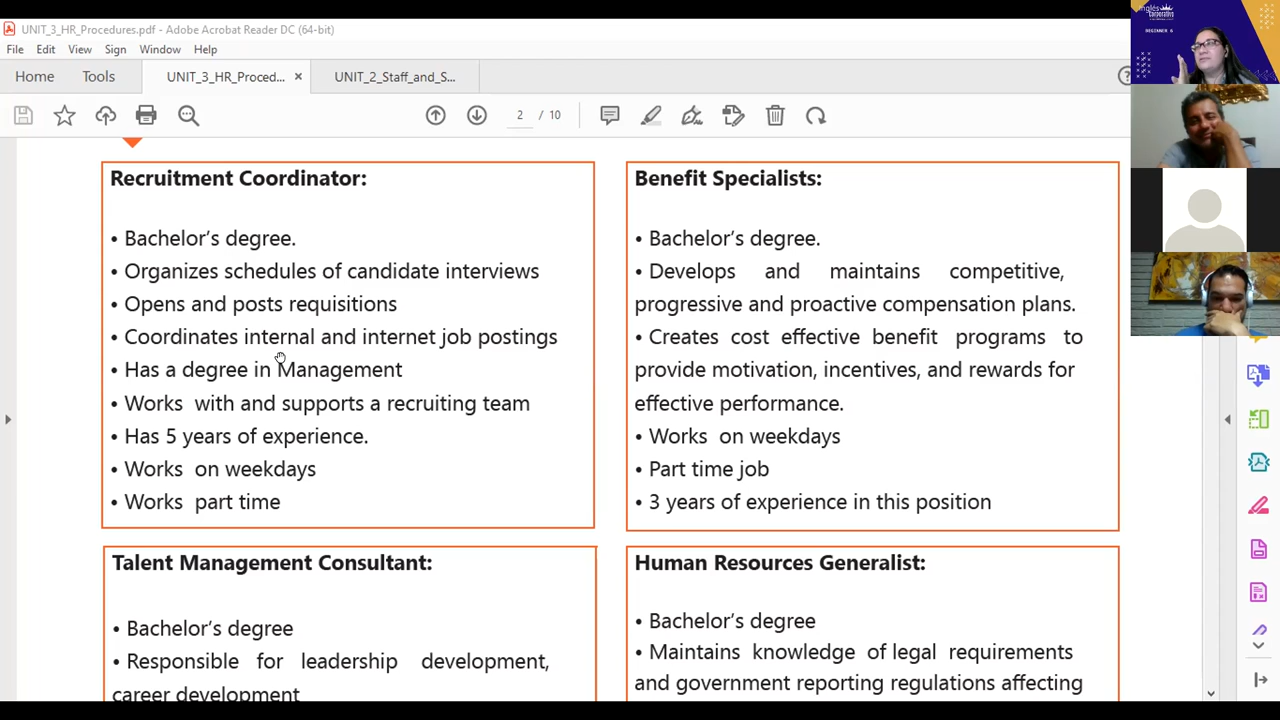 UNIT_3_HR_Procedures.pdf - Adobe Acrobat Reader DC (64-bit)
File Edit View Sign Window Help
Home Tools UNIT_3_HR_Proced... × UNIT_2_Staff_and_S...
2 / 10
Recruitment Coordinator:
• Bachelor's degree.
• Organizes schedules of candidate interviews
• Opens and posts requisitions
• Coordinates internal and internet job postings
• Has a degree in Management
• Works with and supports a recruiting team
• Has 5 years of experience.
• Works on weekdays
• Works part time
Benefit Specialists:
• Bachelor's degree.
• Develops and maintains competitive,
progressive and proactive compensation plans.
• Creates cost effective benefit programs to
provide motivation, incentives, and rewards for
effective performance.
• Works on weekdays
• Part time job
• 3 years of experience in this position
Talent Management Consultant:
• Bachelor's degree
• Responsible for leadership development,
career development
Human Resources Generalist:
• Bachelor's degree
• Maintains knowledge of legal requirements
and government reporting regulations affecting
Inglés
Corporativo
BEGINNER 6